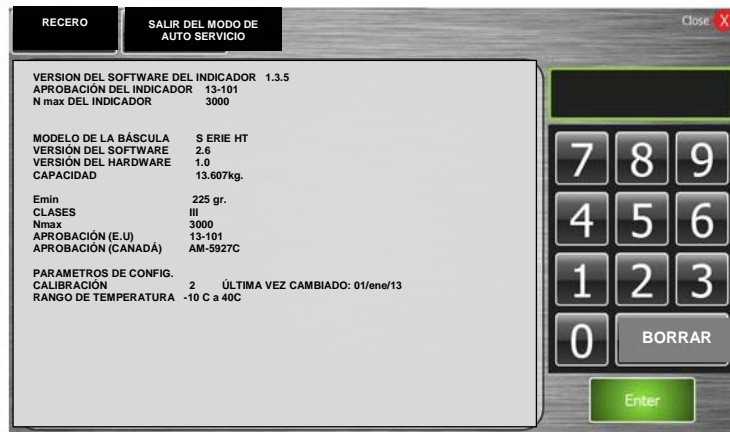 RECERO
SALIR DEL MODO DE
AUTO SERVICIO
Close X
VERSION DEL SOFTWARE DEL INDICADOR 1.3.5
APROBACIÓN DEL INDICADOR 13-101
N max DEL INDICADOR 3000
MODELO DE LA BÁSCULA S ERIE HT
VERSIÓN DEL SOFTWARE 2.6
VERSIÓN DEL HARDWARE 1.0
CAPACIDAD 13.607kg.
Emin 225 gr.
CLASES III
Nmax 3000
APROBACIÓN (E.U) 13-101
APROBACIÓN (CANADÁ) AM-5927C
PARAMETROS DE CONFIG.
CALIBRACIÓN 2 ÚLTIMA VEZ CAMBIADO: 01/ene/13
RANGO DE TEMPERATURA -10 C a 40C
7 8 9
4 5 6
1 2 3
0 BORRAR
Enter